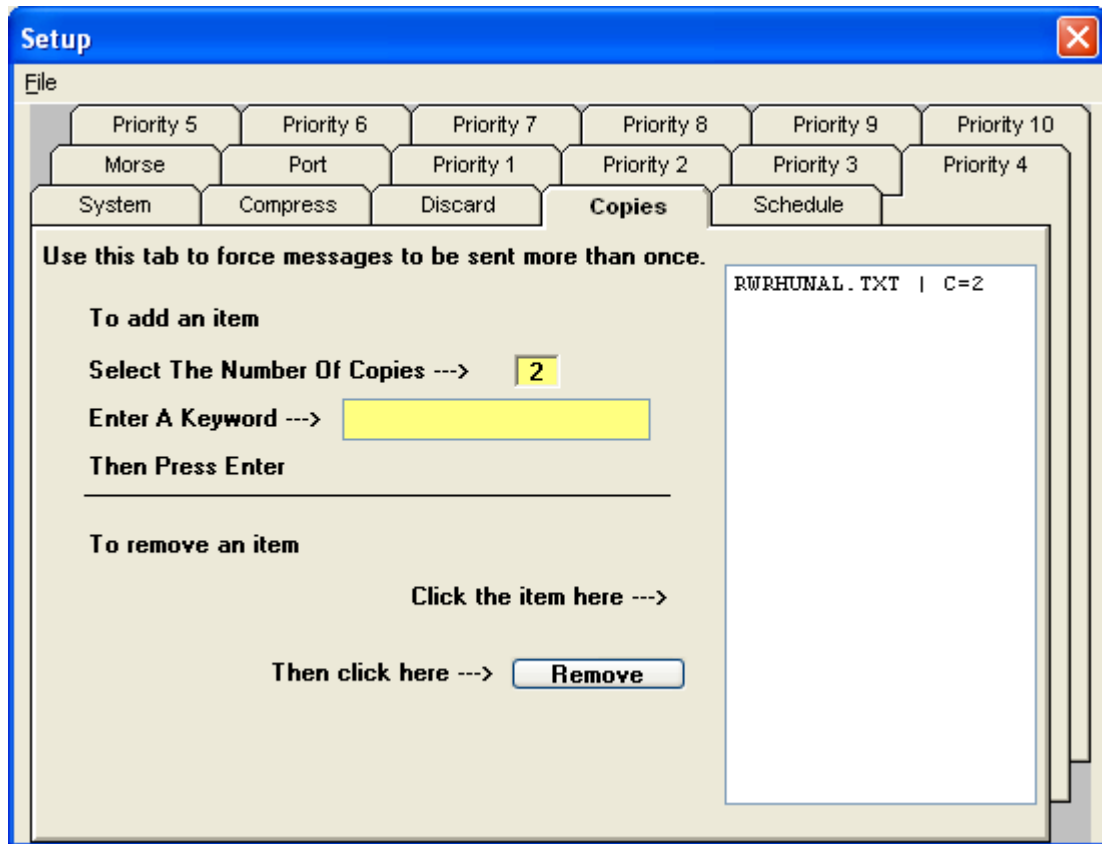 Setup
File
Priority 5 Priority 6 Priority 7 Priority 8 Priority 9 Priority 10
Morse Port Priority 1 Priority 2 Priority 3 Priority 4
System Compress Discard Copies Schedule
Use this tab to force messages to be sent more than once.
RWRHUNAL.TXT | C=2
To add an item
Select The Number Of Copies ---> 2
Enter A Keyword --->
Then Press Enter
To remove an item
Click the item here --->
Then click here ---> Remove